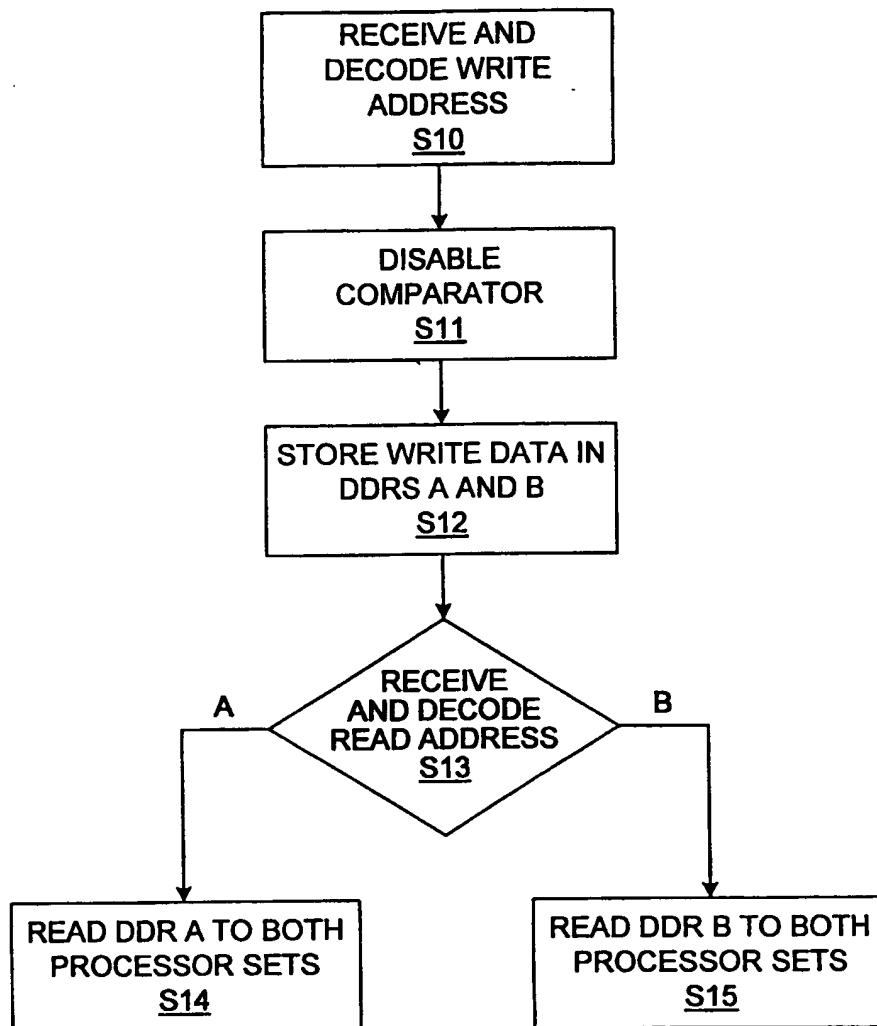 RECEIVE AND
DECODE WRITE
ADDRESS
S10
DISABLE
COMPARATOR
S11
STORE WRITE DATA IN
DDRS A AND B
S12
RECEIVE
AND DECODE
READ ADDRESS
S13
A
B
READ DDR A TO BOTH
PROCESSOR SETS
S14
READ DDR B TO BOTH
PROCESSOR SETS
S15